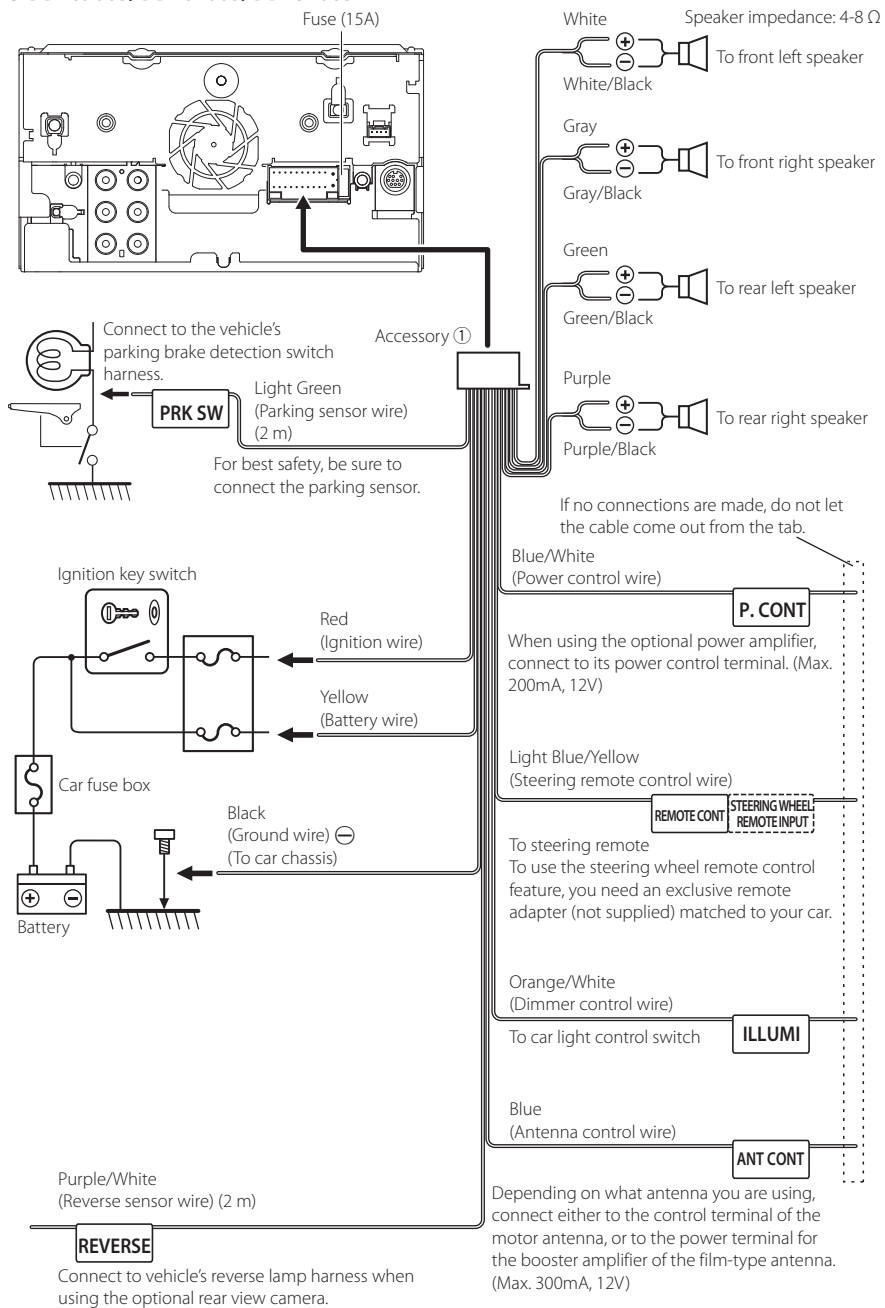 Fuse (15A)
White
Speaker impedance: 4-8 Ω
⊕
⊖
To front left speaker
White/Black
Gray
⊕
⊖
To front right speaker
Gray/Black
Green
⊕
⊖
To rear left speaker
Green/Black
Purple
⊕
⊖
To rear right speaker
Purple/Black
Accessory ①
Connect to the vehicle's
parking brake detection switch
harness.
Light Green
(Parking sensor wire)
(2 m)
PRK SW
For best safety, be sure to
connect the parking sensor.
If no connections are made, do not let
the cable come out from the tab.
Blue/White
(Power control wire)
P. CONT
When using the optional power amplifier,
connect to its power control terminal. (Max.
200mA, 12V)
Ignition key switch
Red
(Ignition wire)
Yellow
(Battery wire)
Car fuse box
Black
(Ground wire) ⊖
(To car chassis)
⊕ ⊖
Battery
Light Blue/Yellow
(Steering remote control wire)
REMOTE CONT
STEERING WHEEL
REMOTE INPUT
To steering remote
To use the steering wheel remote control
feature, you need an exclusive remote
adapter (not supplied) matched to your car.
Orange/White
(Dimmer control wire)
To car light control switch
ILLUMI
Blue
(Antenna control wire)
ANT CONT
Depending on what antenna you are using,
connect either to the control terminal of the
motor antenna, or to the power terminal for
the booster amplifier of the film-type antenna.
(Max. 300mA, 12V)
Purple/White
(Reverse sensor wire) (2 m)
REVERSE
Connect to vehicle's reverse lamp harness when
using the optional rear view camera.